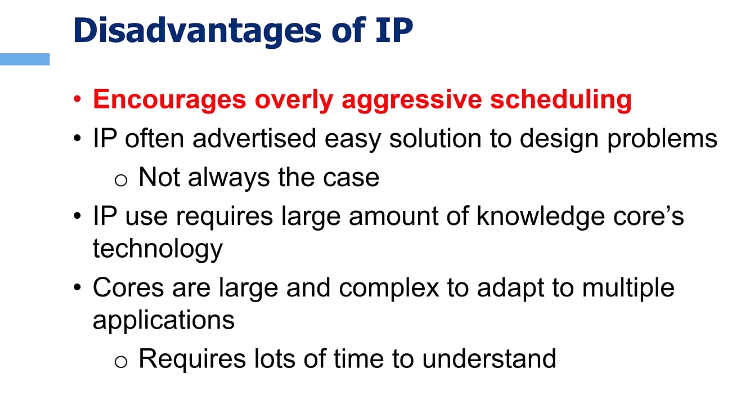 Disadvantages of IP
• Encourages overly aggressive scheduling
• IP often advertised easy solution to design problems
o Not always the case
• IP use requires large amount of knowledge core's
technology
• Cores are large and complex to adapt to multiple
applications
o Requires lots of time to understand